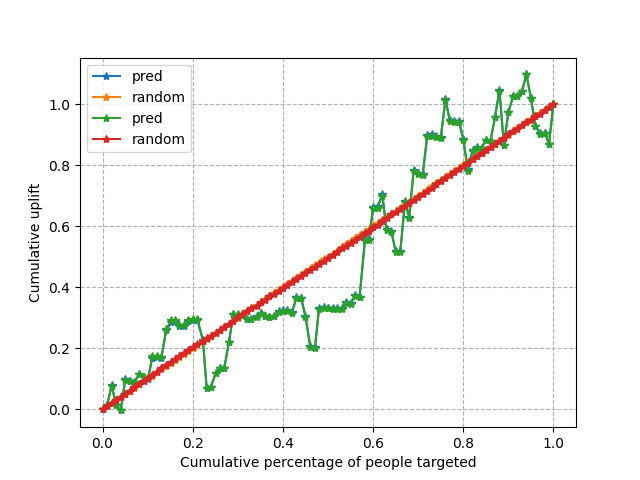 pred
random
pred
random
1.0
0.8
0.6
0.4
0.2
0.0
Cumulative uplift
0.0 0.2 0.4 0.6 0.8 1.0
Cumulative percentage of people targeted